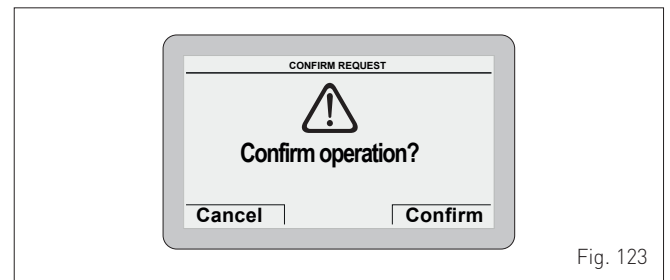 CONFIRM REQUEST
Confirm operation?
Cancel Confirm
Fig. 123